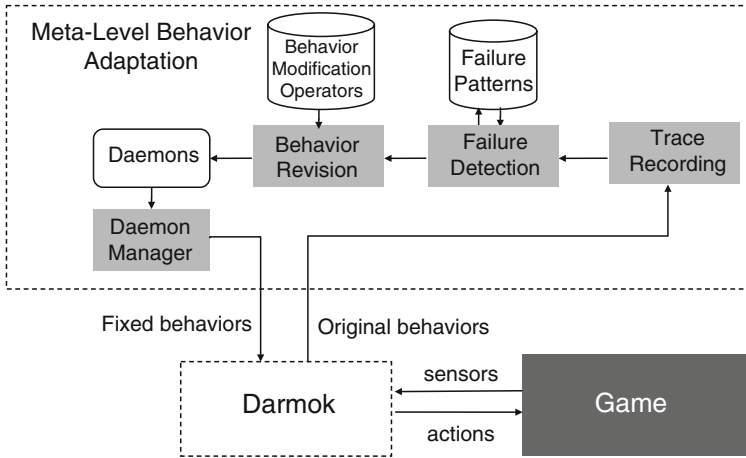 Meta-Level Behavior
Adaptation
Behavior
Modification
Operators
Failure
Patterns
Daemons
Behavior
Revision
Failure
Detection
Trace
Recording
Daemon
Manager
Fixed behaviors
Original behaviors
Darmok
sensors
actions
Game